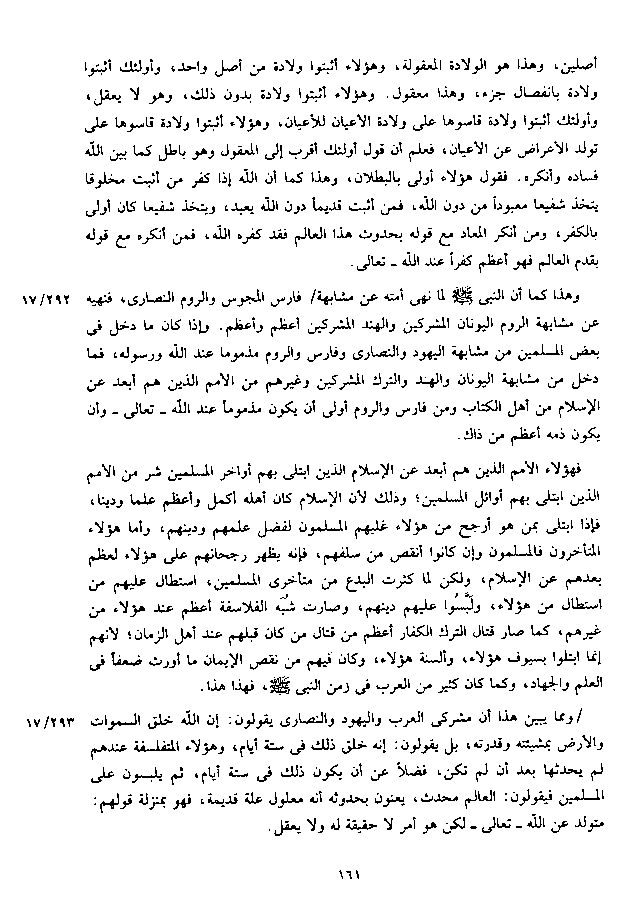 أصلين، وهذا هو الولادة المعقولة، وهؤلاء أثبتوا ولادة من أصل واحد، وأولئك أثبتوا
ولادة بانفصال جزء، وهذا معقول. وهؤلاء أثبتوا ولادة بدون ذلك، وهو لا يعقل،
وأولئك أثبتوا ولادة قاسوها على ولادة الأعيان للأعيان، وهؤلاء أثبتوا ولادة قاسوها على
تولد الأعراض عن الأعيان، فعلم أن قول أولئك أقرب إلى المعقول وهو باطل كما بين الله
فساده وأنكره. فقول هؤلاء أولى بالبطلان، وهذا كما أن الله إذا كفر من أثبت مخلوقا
يتخذ شفيعا معبوداً من دون الله، فمن أثبت قديماً دون الله يعبد، ويتخذ شفيعا كان أولى
بالكفر، ومن أنكر المعاد مع قوله بحدوث هذا العالم فقد كفره الله، فمن أنكره مع قوله
بقدم العالم فهو أعظم كفراً عند الله ـ تعالى.
١٧/٢٩٢ وهذا كما أن النبى ﷺ لما نهى أمته عن مشابهة/ فارس المجوس والروم النصارى، فنهيه
عن مشابهة الروم اليونان المشركين والهند المشركين أعظم وأعظم. وإذا كان ما دخل فى
بعض المسلمين من مشابهة اليهود والنصارى وفارس والروم مذموما عند الله ورسوله، فما
دخل من مشابهة اليونان والهند والترك المشركين وغيرهم من الأمم الذين هم أبعد عن
الإسلام من أهل الكتاب ومن فارس والروم أولى أن يكون مذموماً عند الله ـ تعالى ـ وأن
يكون ذمه أعظم من ذاك.
فهؤلاء الأمم الذين هم أبعد عن الإسلام الذين ابتلى بهم أواخر المسلمين شر من الأمم
الذين ابتلى بهم أوائل المسلمين؛ وذلك لأن الإسلام كان أهله أكمل وأعظم علما ودينا،
فإذا ابتلى بمن هو أرجح من هؤلاء غلبهم المسلمون لفضل علمهم ودينهم، وأما هؤلاء
المتأخرون فالمسلمون وإن كانوا أنقص من سلفهم، فإنه يظهر رجحانهم على هؤلاء لعظم
بعدهم عن الإسلام، ولكن لما كثرت البدع من متأخرى المسلمين، استطال عليهم من
استطال من هؤلاء، ولَبَّسُوا عليهم دينهم، وصارت شبُه الفلاسفة أعظم عند هؤلاء من
غيرهم، كما صار قتال الترك الكفار أعظم من قتال من كان قبلهم عند أهل الزمان؛ لأنهم
إنما ابتلوا بسيوف هؤلاء، وألسنة هؤلاء، وكان فيهم من نقص الإيمان ما أورث ضعفاً فى
العلم والجهاد، وكما كان كثير من العرب فى زمن النبى ﷺ، فهذا هذا.
١٧/٢٩٣ /ومما يبين هذا أن مشركى العرب واليهود والنصارى يقولون: إن الله خلق السموات
والأرض بمشيئته وقدرته، بل يقولون: إنه خلق ذلك فى ستة أيام، وهؤلاء المتفلسفة عندهم
لم يحدثها بعد أن لم تكن، فضلاً عن أن يكون ذلك فى ستة أيام، ثم يلبسون على
المسلمين فيقولون: العالم محدث، يعنون بحدوثه أنه معلول علة قديمة، فهو بمنزلة قولهم:
متولد عن الله ـ تعالى ـ لكن هو أمر لا حقيقة له ولا يعقل.
١٦١